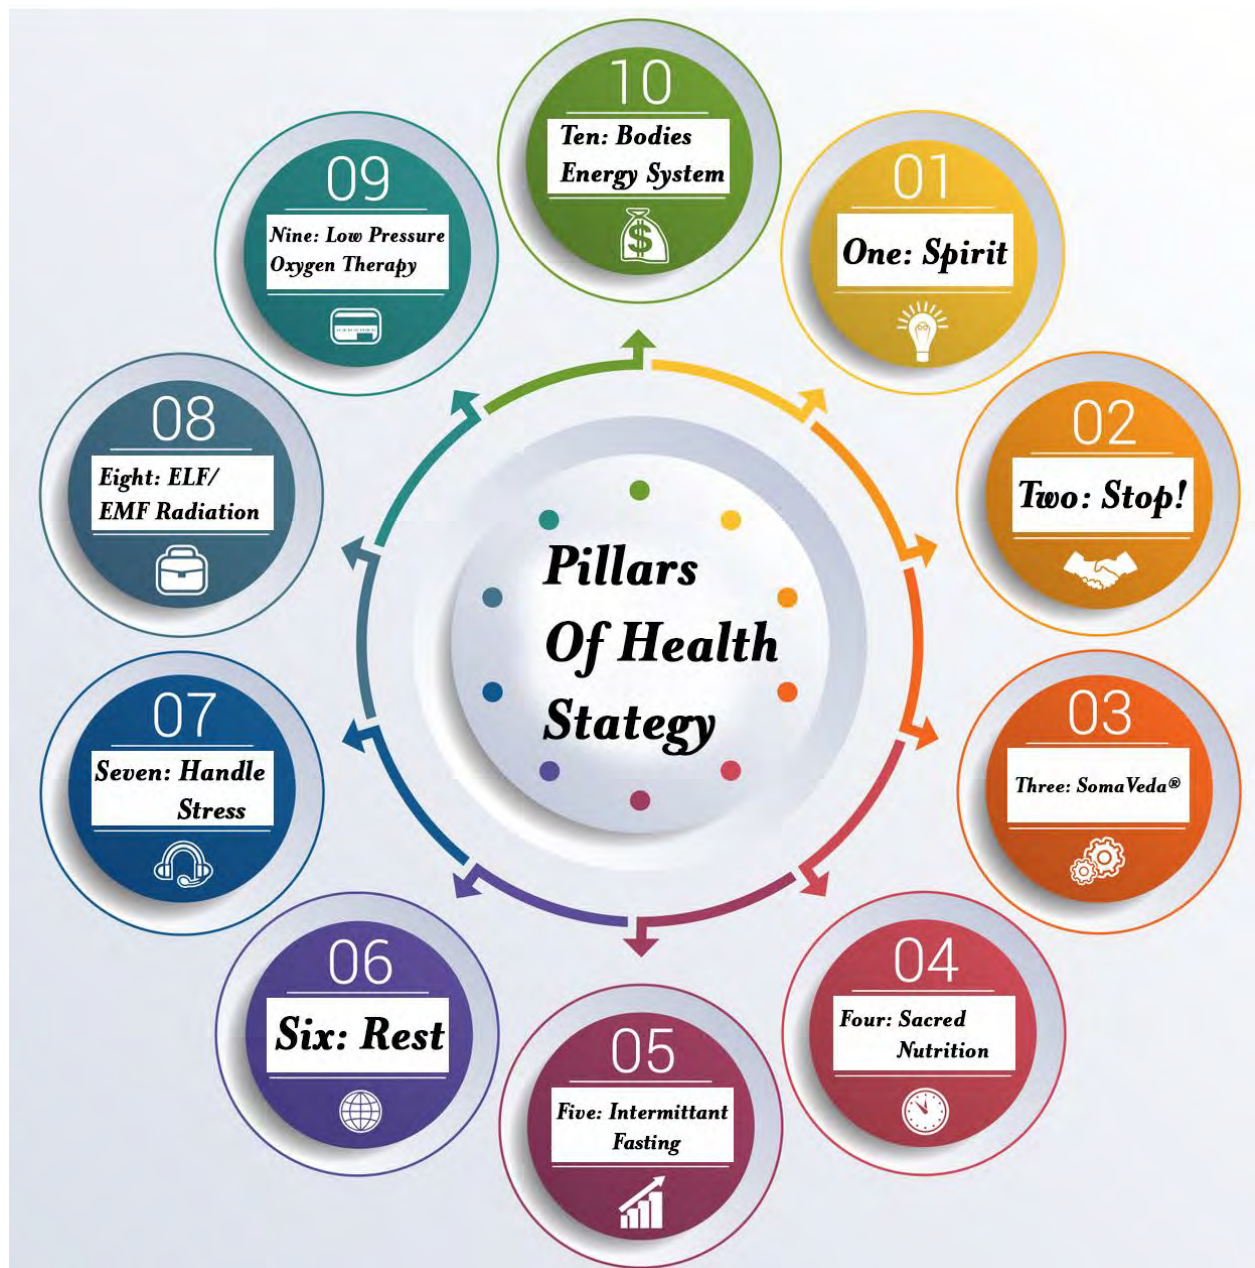 Pillars
Of Health
Stategy
01
One: Spirit
02
Two: Stop!
03
Three: SomaVeda®
04
Four: Sacred
Nutrition
05
Five: Intermittant
Fasting
06
Six: Rest
07
Seven: Handle
Stress
08
Eight: ELF/
EMF Radiation
09
Nine: Low Pressure
Oxygen Therapy
10
Ten: Bodies
Energy System
$